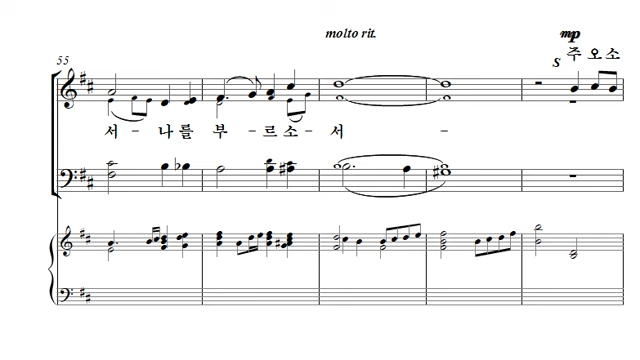 molto rit.
mp
55
S 주 오 소
서 - 나 를 부 - 르 소 - 서 -